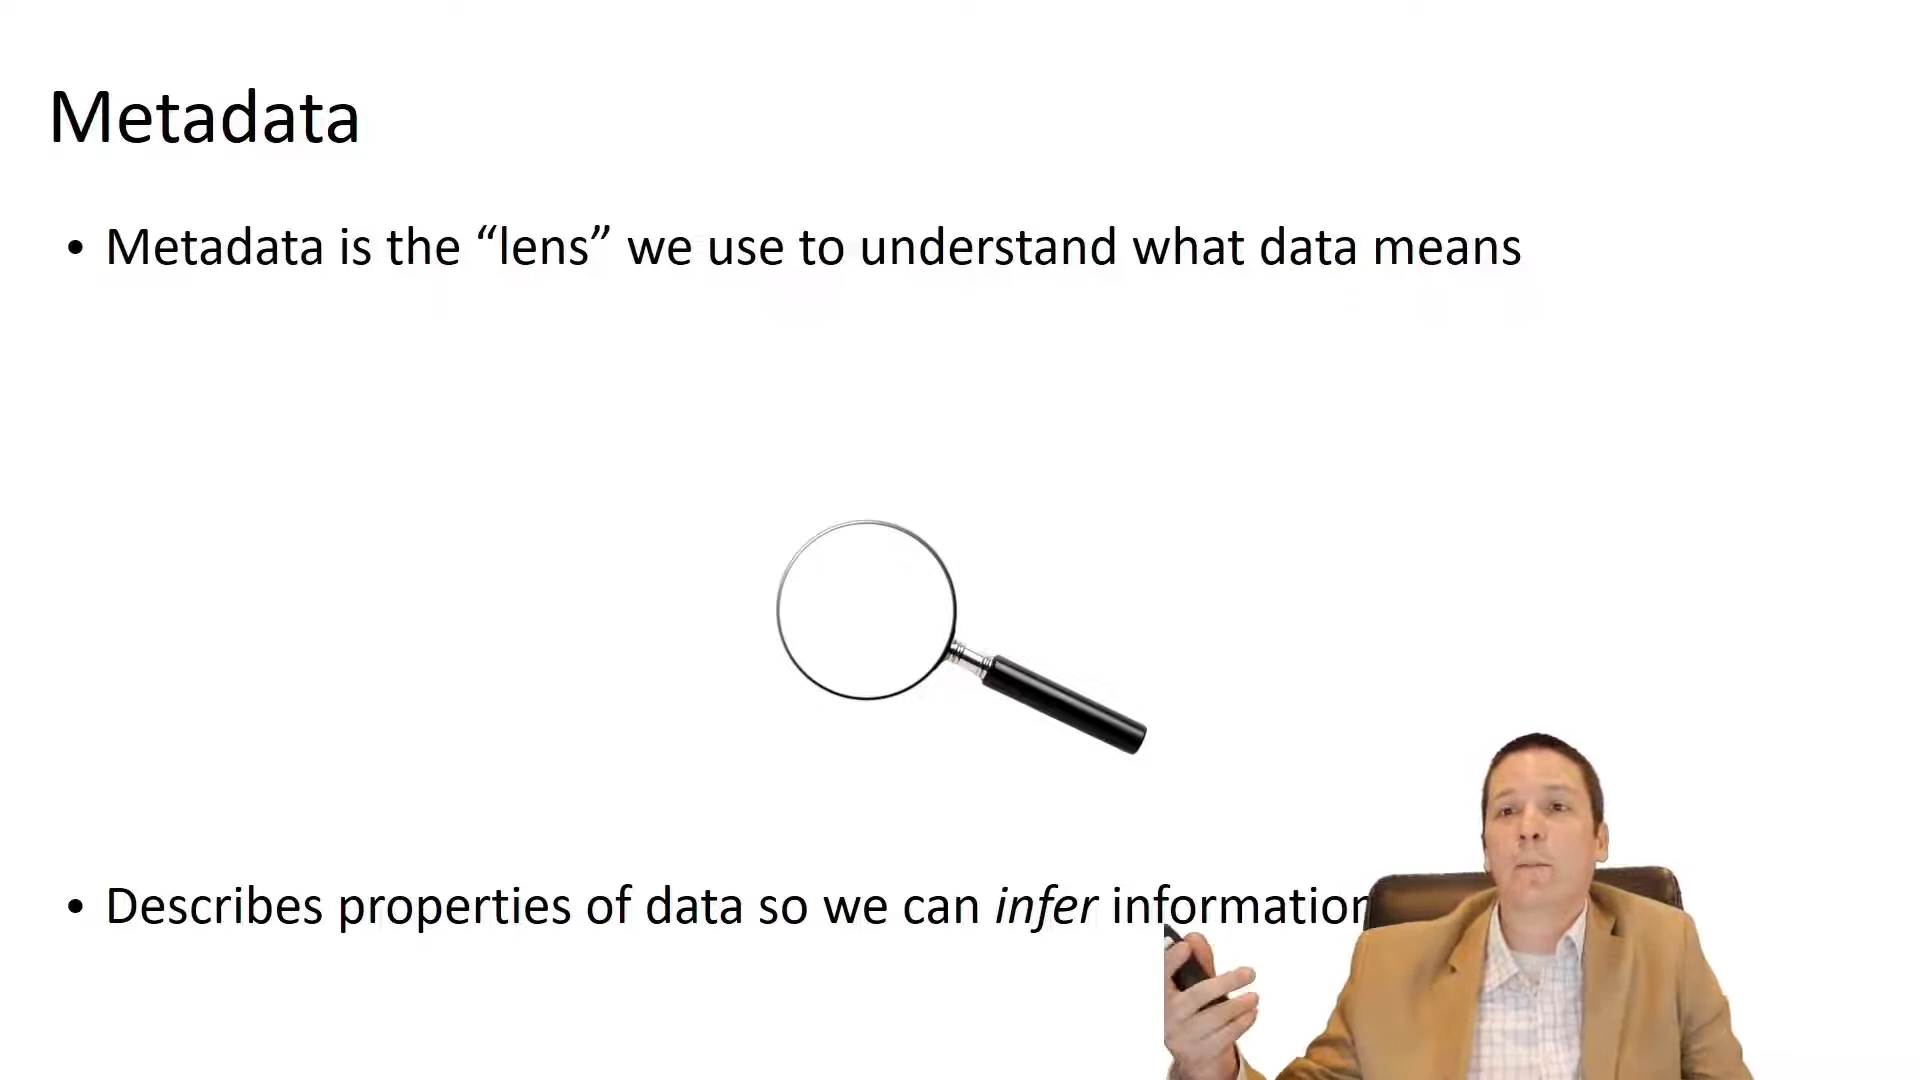 Metadata
• Metadata is the “lens” we use to understand what data means
• Describes properties of data so we can infer information